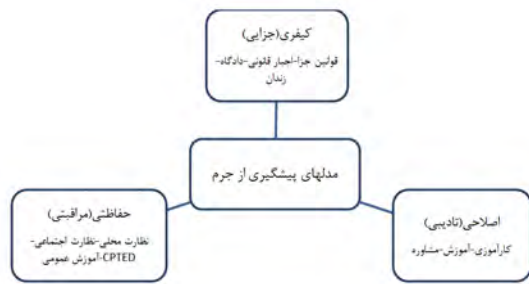 کیفری(جزایی)
قوانین جزا-اجبار قانونی-دادگاه-
زندان
مدلهای پیشگیری از جرم
حفاظتی(مراقبتی)
نظارت محلی-نظارت اجتماعی-
CPTED-آموزش عمومی
اصلاحی(تادیبی)
کارآموزی-آموزش-مشاوره